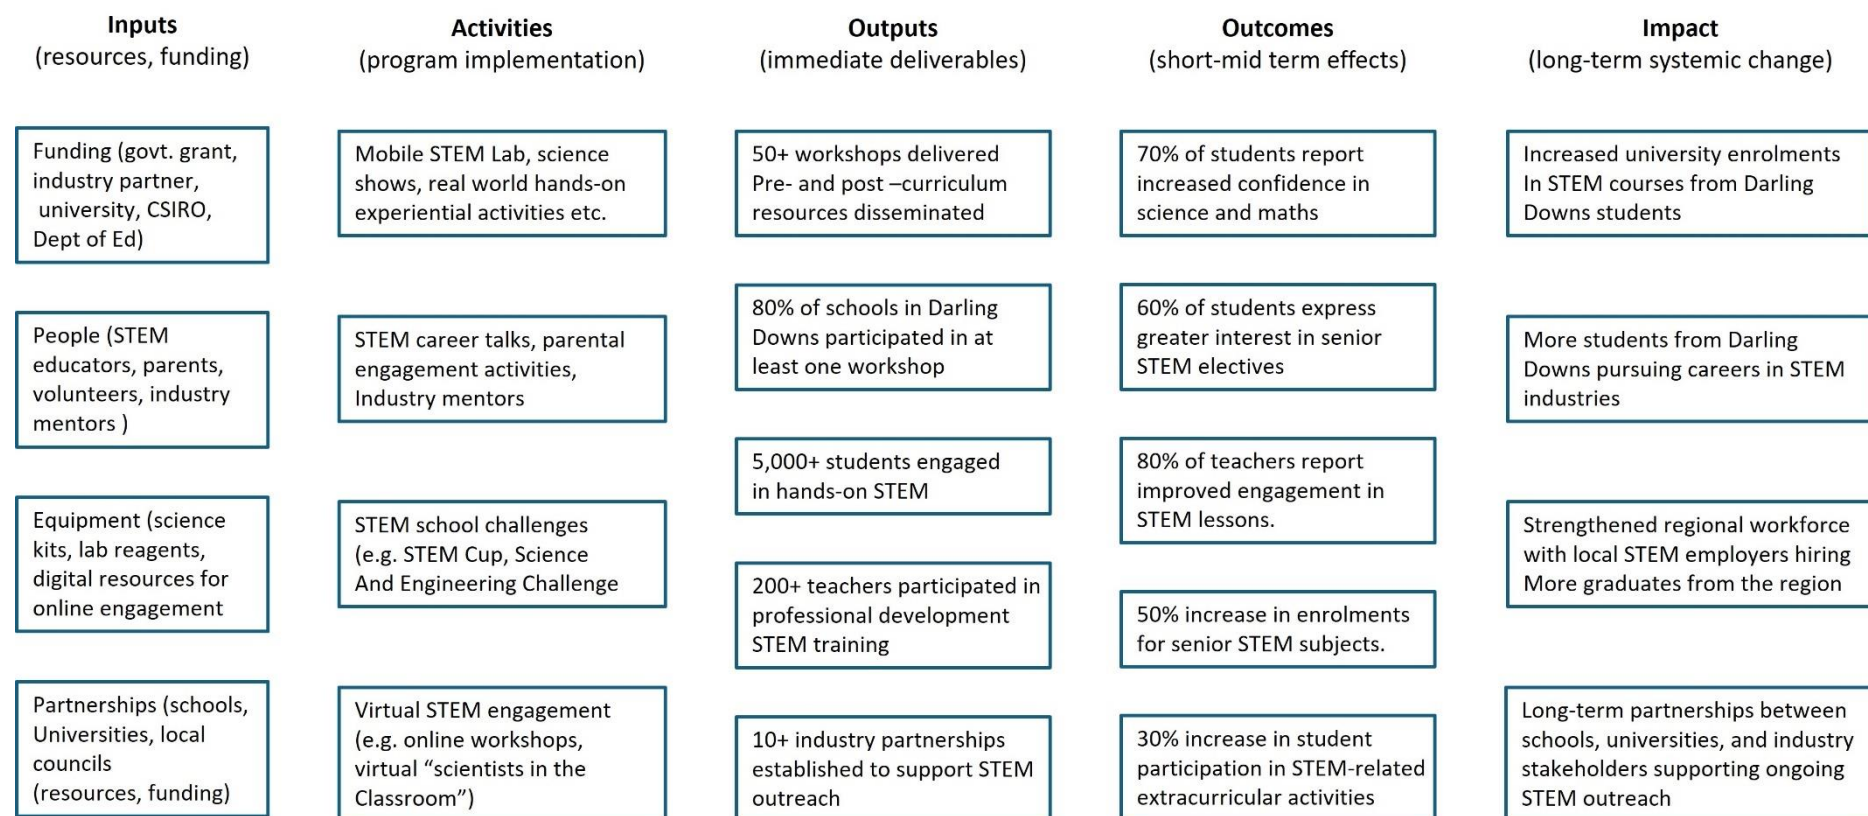 Inputs
(resources, funding)
Funding (govt. grant,
industry partner,
university, CSIRO,
Dept of Ed)
People (STEM
educators, parents,
volunteers, industry
mentors )
Equipment (science
kits, lab reagents,
digital resources for
online engagement
Partnerships (schools,
Universities, local
councils
(resources, funding)
Activities
(program implementation)
Mobile STEM Lab, science
shows, real world hands-on
experiential activities etc.
STEM career talks, parental
engagement activities,
Industry mentors
STEM school challenges
(e.g. STEM Cup, Science
And Engineering Challenge
Virtual STEM engagement
(e.g. online workshops,
virtual “scientists in the
Classroom”)
Outputs
(immediate deliverables)
50+ workshops delivered
Pre- and post –curriculum
resources disseminated
80% of schools in Darling
Downs participated in at
least one workshop
5,000+ students engaged
in hands-on STEM
200+ teachers participated in
professional development
STEM training
10+ industry partnerships
established to support STEM
outreach
Outcomes
(short-mid term effects)
70% of students report
increased confidence in
science and maths
60% of students express
greater interest in senior
STEM electives
80% of teachers report
improved engagement in
STEM lessons.
50% increase in enrolments
for senior STEM subjects.
30% increase in student
participation in STEM-related
extracurricular activities
Impact
(long-term systemic change)
Increased university enrolments
In STEM courses from Darling
Downs students
More students from Darling
Downs pursuing careers in STEM
industries
Strengthened regional workforce
with local STEM employers hiring
More graduates from the region
Long-term partnerships between
schools, universities, and industry
stakeholders supporting ongoing
STEM outreach